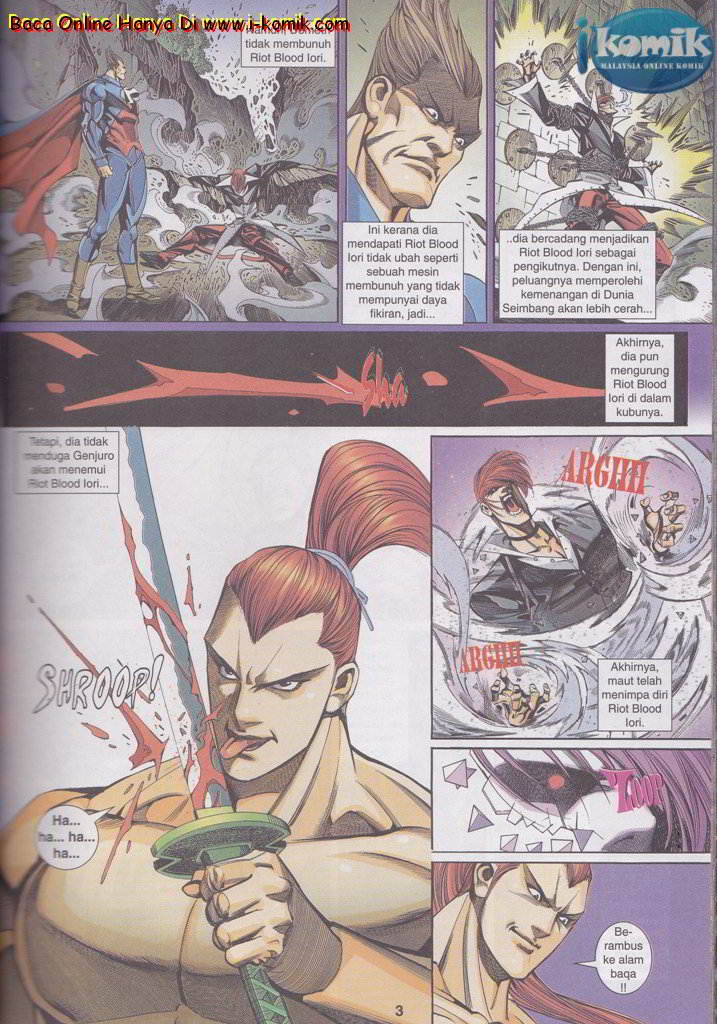 Baca Online Hanya Di www.i-komik.com
ikomik
MALAYSIA ONLINE KOMIK
tidak membunuh
Riot Blood Iori.
Ini kerana dia
mendapati Riot Blood
Iori tidak ubah seperti
sebuah mesin
membunuh yang tidak
mempunyai daya
fikiran, jadi...
..dia bercadang menjadikan
Riot Blood Iori sebagai
pengikutnya. Dengan ini,
peluangnya memperolehi
kemenangan di Dunia
Seimbang akan lebih cerah...
Sha
Akhirnya,
dia pun
mengurung
Riot Blood
Iori di dalam
kubunya.
Tetapi, dia tidak
menduga Genjuro
akan menemui
Riot Blood Iori...
SHROOP!
Ha...
ha... ha...
ha...
ARGHH
ARGHH
Akhirnya,
maut telah
menimpa diri
Riot Blood
Iori.
ZOOP
Be-
rambus
ke alam
baqa
!!
3